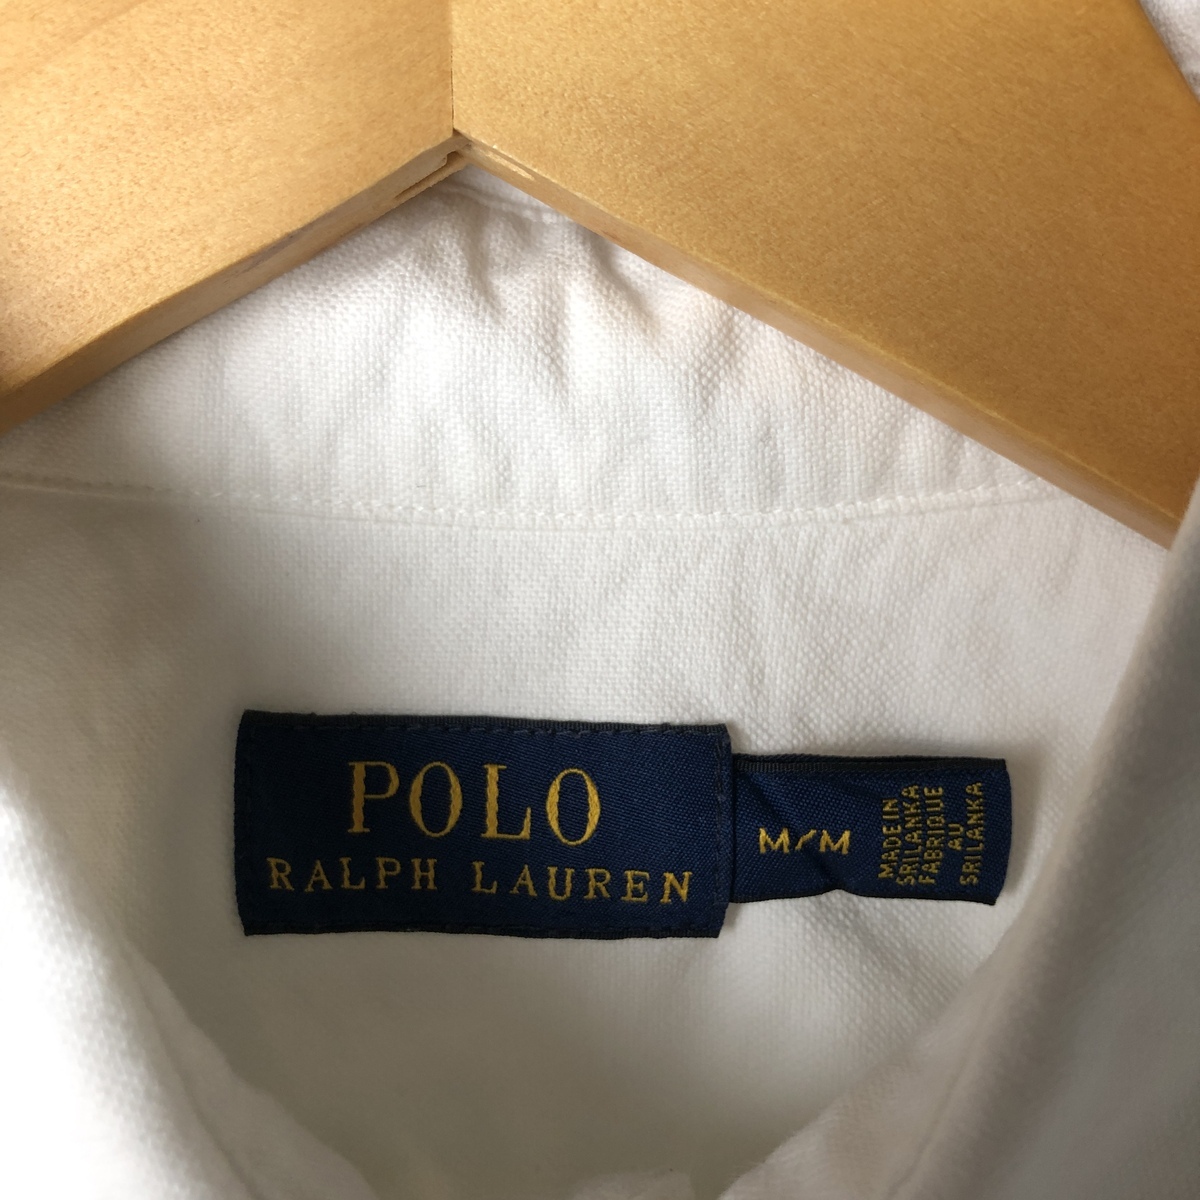 POLO
RALPH LAUREN
M/M
MADE IN
SRILANKA
FABRIQUE
AU
SRILANKA